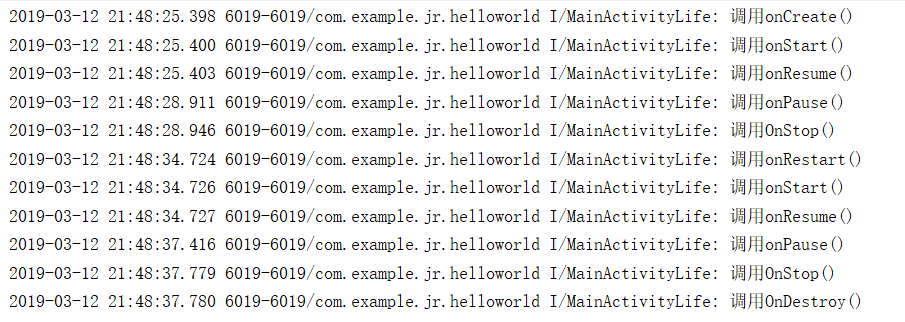 2019-03-12 21:48:25.398 6019-6019/com.example.jr.helloworld I/MainActivityLife: 调用onCreate()
2019-03-12 21:48:25.400 6019-6019/com.example.jr.helloworld I/MainActivityLife: 调用onStart()
2019-03-12 21:48:25.403 6019-6019/com.example.jr.helloworld I/MainActivityLife: 调用onResume()
2019-03-12 21:48:28.911 6019-6019/com.example.jr.helloworld I/MainActivityLife: 调用onPause()
2019-03-12 21:48:28.946 6019-6019/com.example.jr.helloworld I/MainActivityLife: 调用OnStop()
2019-03-12 21:48:34.724 6019-6019/com.example.jr.helloworld I/MainActivityLife: 调用onRestart()
2019-03-12 21:48:34.726 6019-6019/com.example.jr.helloworld I/MainActivityLife: 调用onStart()
2019-03-12 21:48:34.727 6019-6019/com.example.jr.helloworld I/MainActivityLife: 调用onResume()
2019-03-12 21:48:37.416 6019-6019/com.example.jr.helloworld I/MainActivityLife: 调用onPause()
2019-03-12 21:48:37.779 6019-6019/com.example.jr.helloworld I/MainActivityLife: 调用OnStop()
2019-03-12 21:48:37.780 6019-6019/com.example.jr.helloworld I/MainActivityLife: 调用OnDestroy()